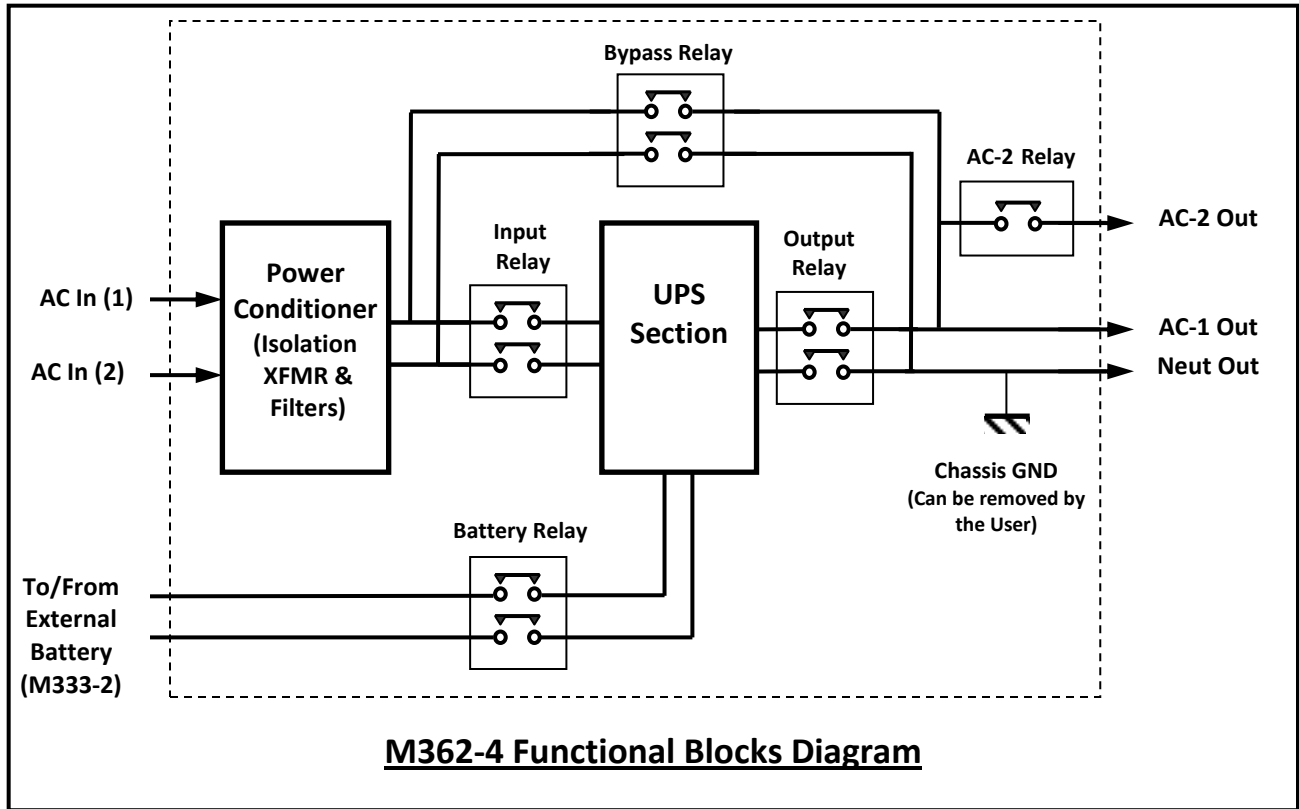 Bypass Relay
AC-2 Relay
AC-2 Out
Input
Relay
Output
Relay
Power
Conditioner
(Isolation
XFMR &
Filters)
UPS
Section
AC In (1)
AC In (2)
AC-1 Out
Neut Out
Chassis GND
(Can be removed by
the User)
Battery Relay
To/From
External
Battery
(M333-2)
M362-4 Functional Blocks Diagram